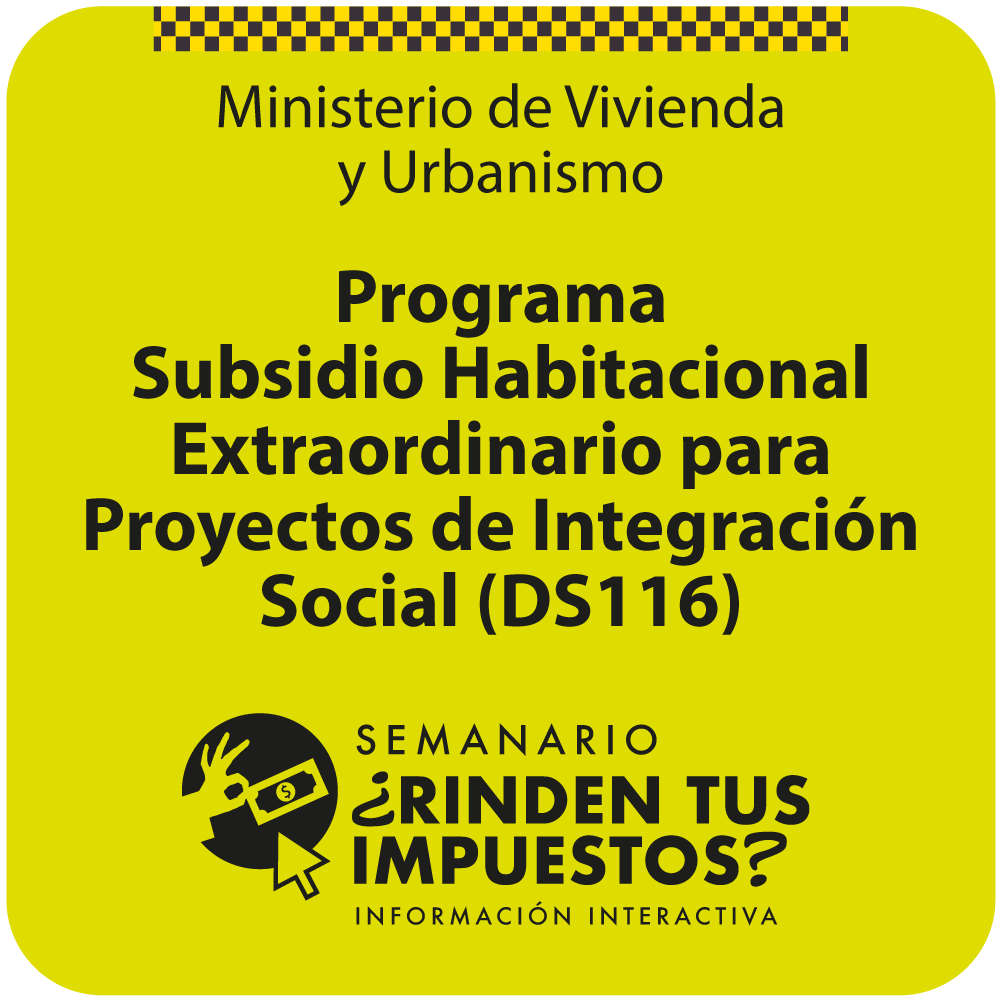 Ministerio de Vivienda
y Urbanismo
Programa
Subsidio Habitacional
Extraordinario para
Proyectos de Integración
Social (DS116)
$
SEMANARIO
¿RINDEN TUS
IMPUESTOS?
INFORMACIÓN INTERACTIVA